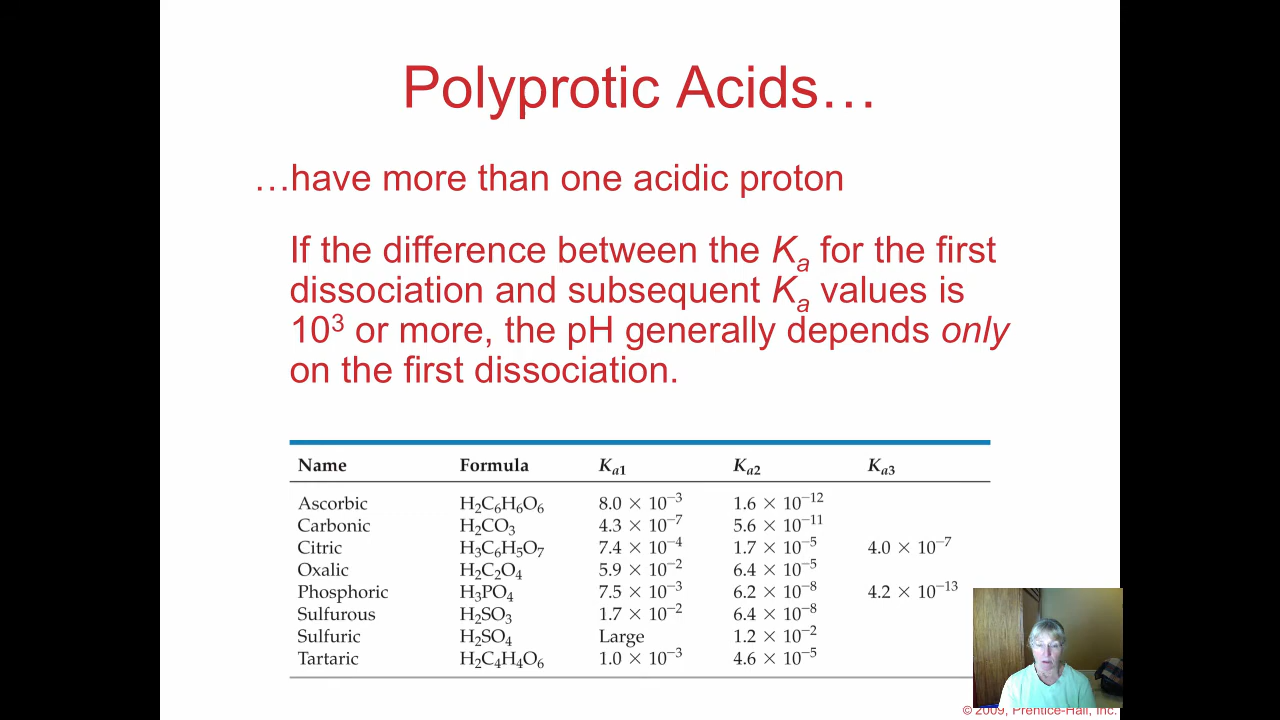 Polyprotic Acids…
…have more than one acidic proton
If the difference between the Kₐ for the first
dissociation and subsequent Kₐ values is
10³ or more, the pH generally depends only
on the first dissociation.
Name Formula Kₐ₁ Kₐ₂ Kₐ₃
Ascorbic H₂C₆H₆O₆ 8.0 × 10⁻³ 1.6 × 10⁻¹²
Carbonic H₂CO₃ 4.3 × 10⁻⁷ 5.6 × 10⁻¹¹
Citric H₃C₆H₅O₇ 7.4 × 10⁻⁴ 1.7 × 10⁻⁵ 4.0 × 10⁻⁷
Oxalic H₂C₂O₄ 5.9 × 10⁻² 6.4 × 10⁻⁵
Phosphoric H₃PO₄ 7.5 × 10⁻³ 6.2 × 10⁻⁸ 4.2 × 10⁻¹³
Sulfurous H₂SO₃ 1.7 × 10⁻² 6.4 × 10⁻⁸
Sulfuric H₂SO₄ Large 1.2 × 10⁻²
Tartaric H₂C₄H₄O₆ 1.0 × 10⁻³ 4.6 × 10⁻⁵
© 2009, Prentice-Hall, Inc.